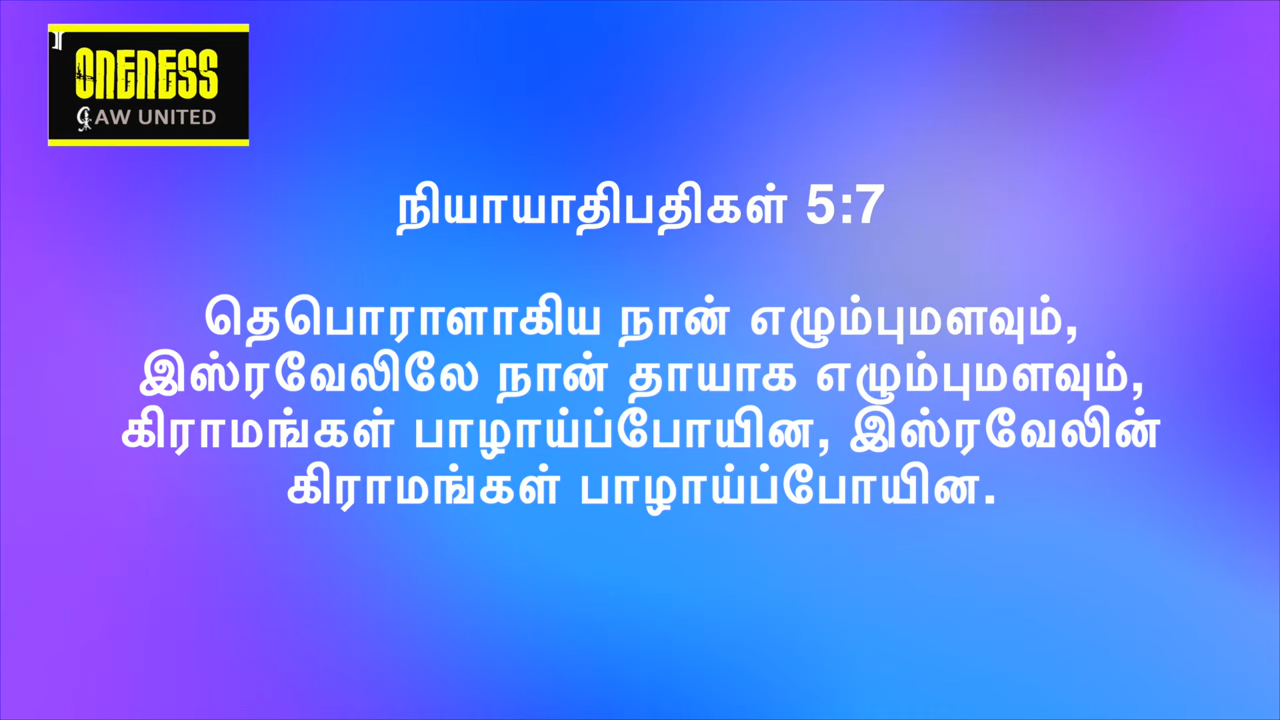 ONENESS
AW UNITED
நியாயாதிபதிகள் 5:7
தெபொராளாகிய நான் எழும்புமளவும்,
இஸ்ரவேலிலே நான் தாயாக எழும்புமளவும்,
கிராமங்கள் பாழாய்ப்போயின, இஸ்ரவேலின்
கிராமங்கள் பாழாய்ப்போயின.